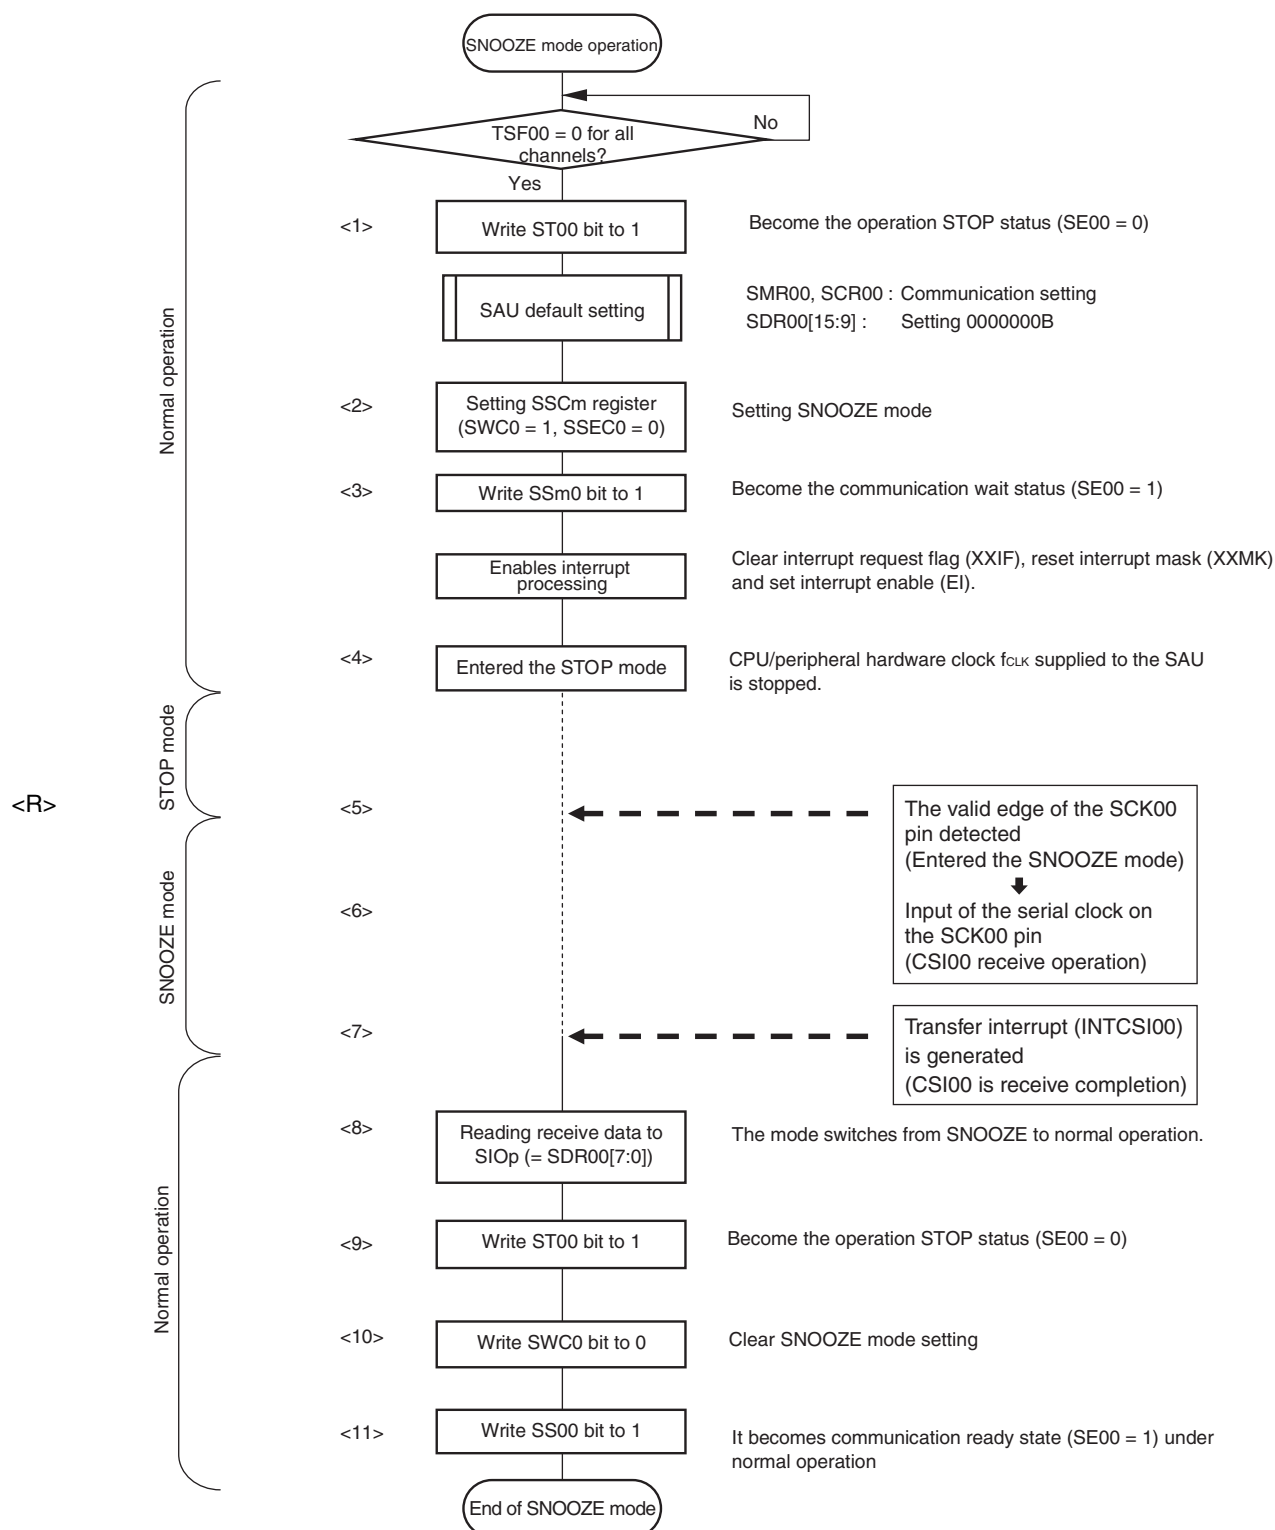 SNOOZE mode operation
No
TSF00 = 0 for all
channels?
Yes
<1>
Write ST00 bit to 1
Become the operation STOP status (SE00 = 0)
SAU default setting
SMR00, SCR00 : Communication setting
SDR00[15:9] : Setting 0000000B
Normal operation
<2>
Setting SSCm register
(SWC0 = 1, SSEC0 = 0)
Setting SNOOZE mode
<3>
Write SSm0 bit to 1
Become the communication wait status (SE00 = 1)
Enables interrupt
processing
Clear interrupt request flag (XXIF), reset interrupt mask (XXMK)
and set interrupt enable (EI).
<4>
Entered the STOP mode
CPU/peripheral hardware clock fCLK supplied to the SAU
is stopped.
STOP mode
<R>
<5>
The valid edge of the SCK00
pin detected
(Entered the SNOOZE mode)
SNOOZE mode
<6>
Input of the serial clock on
the SCK00 pin
(CSI00 receive operation)
<7>
Transfer interrupt (INTCSI00)
is generated
(CSI00 is receive completion)
<8>
Reading receive data to
SIOp (= SDR00[7:0])
The mode switches from SNOOZE to normal operation.
Normal operation
<9>
Write ST00 bit to 1
Become the operation STOP status (SE00 = 0)
<10>
Write SWC0 bit to 0
Clear SNOOZE mode setting
<11>
Write SS00 bit to 1
It becomes communication ready state (SE00 = 1) under
normal operation
End of SNOOZE mode